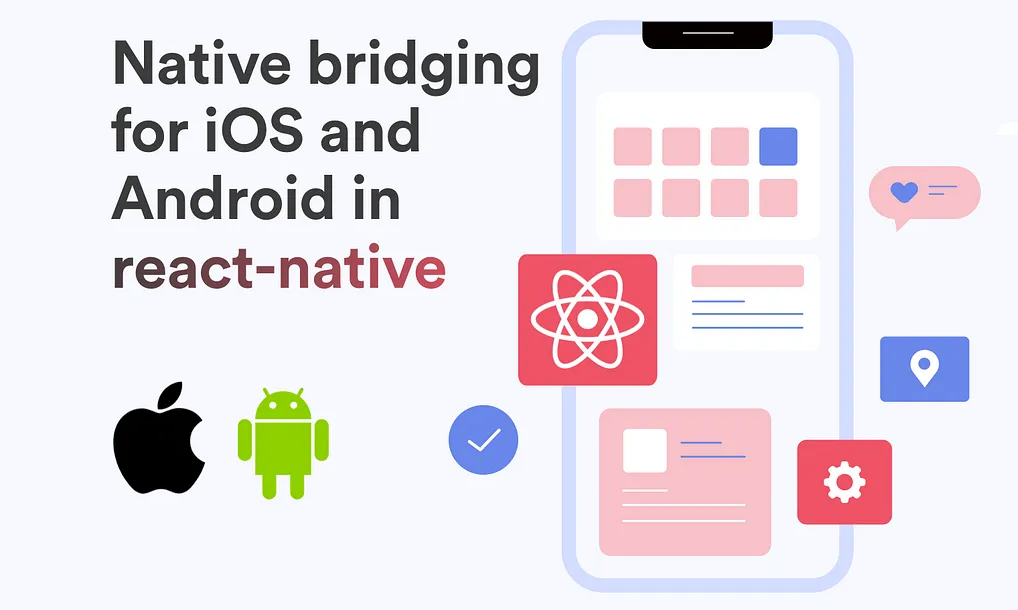 Native bridging
for iOS and
Android in
react-native